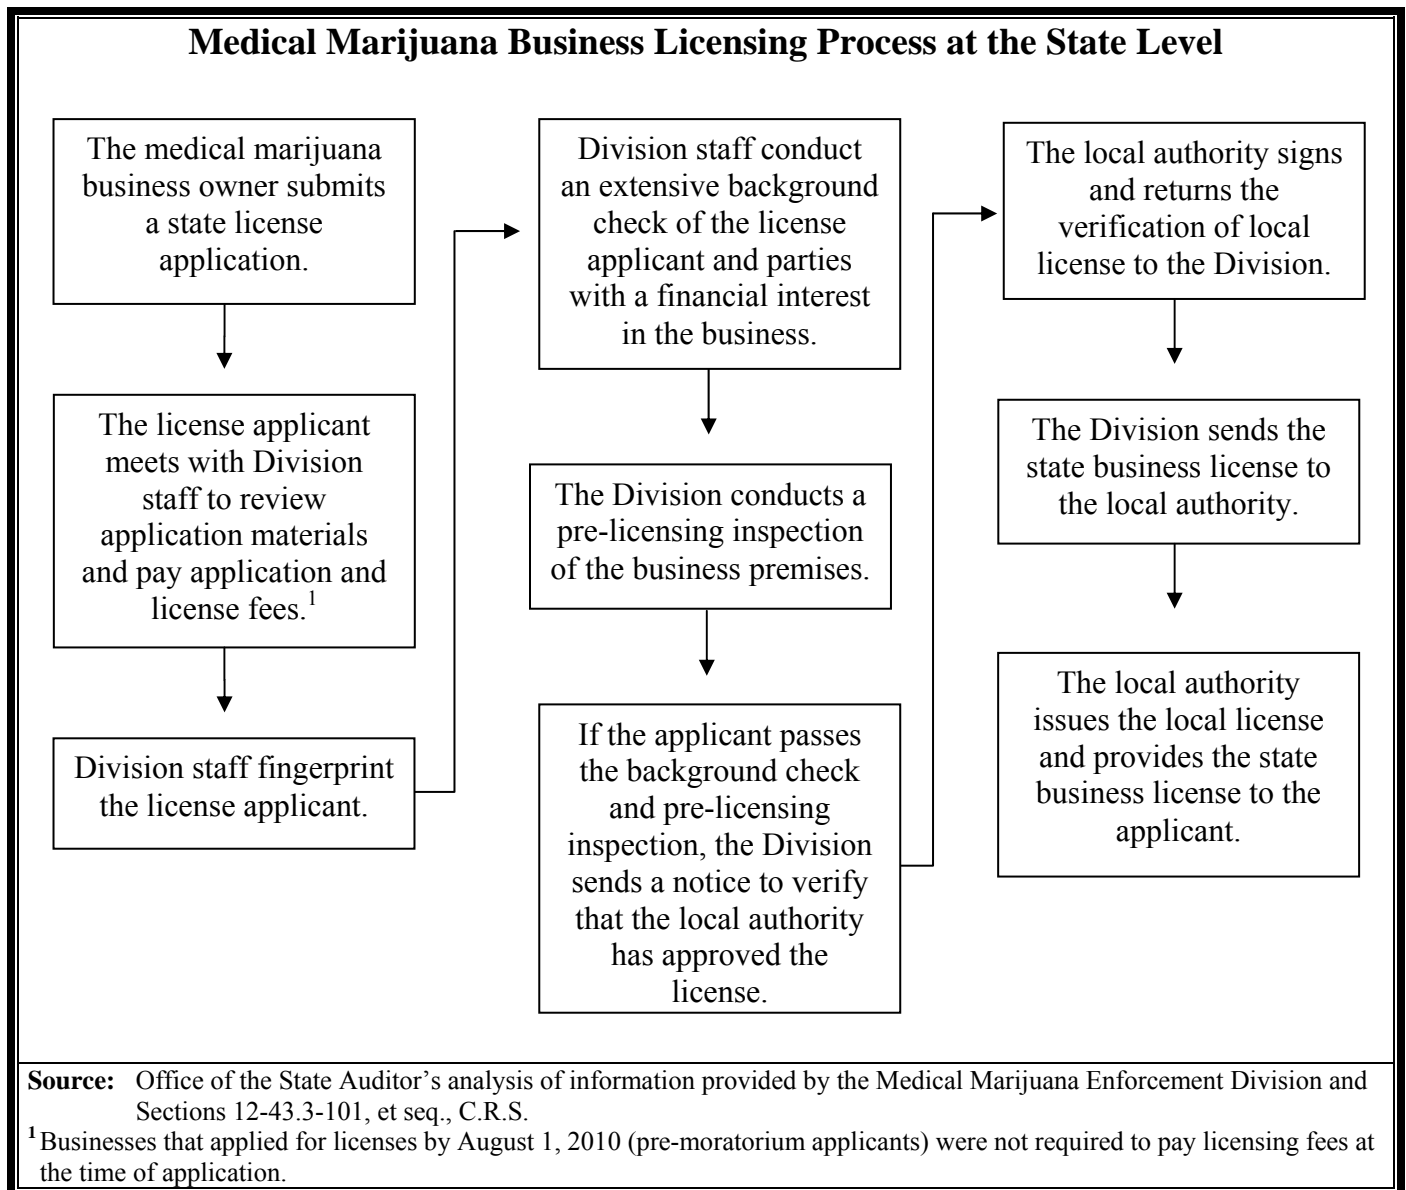 Medical Marijuana Business Licensing Process at the State Level
The medical marijuana
business owner submits
a state license
application.
The license applicant
meets with Division
staff to review
application materials
and pay application and
license fees.1
Division staff fingerprint
the license applicant.
Division staff conduct
an extensive background
check of the license
applicant and parties
with a financial interest
in the business.
The Division conducts a
pre-licensing inspection
of the business premises.
If the applicant passes
the background check
and pre-licensing
inspection, the Division
sends a notice to verify
that the local authority
has approved the
license.
The local authority signs
and returns the
verification of local
license to the Division.
The Division sends the
state business license to
the local authority.
The local authority
issues the local license
and provides the state
business license to the
applicant.
Source: Office of the State Auditor’s analysis of information provided by the Medical Marijuana Enforcement Division and
Sections 12-43.3-101, et seq., C.R.S.
1 Businesses that applied for licenses by August 1, 2010 (pre-moratorium applicants) were not required to pay licensing fees at
the time of application.